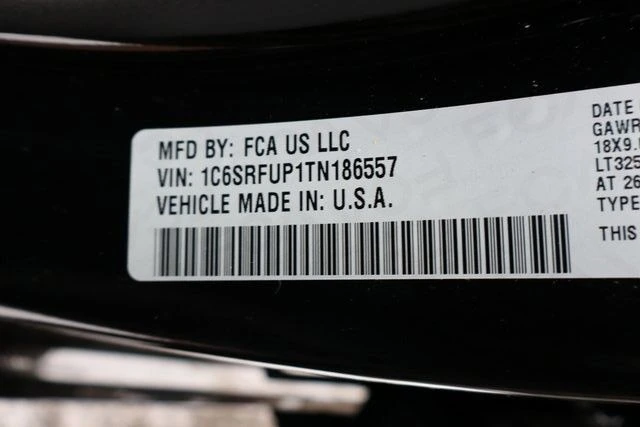 MFD BY: FCA US LLC
VIN: 1C6SRFUP1TN186557
VEHICLE MADE IN: U.S.A.
DATE
GAWR
18X9.
LT325
AT 26
TYPE
THIS